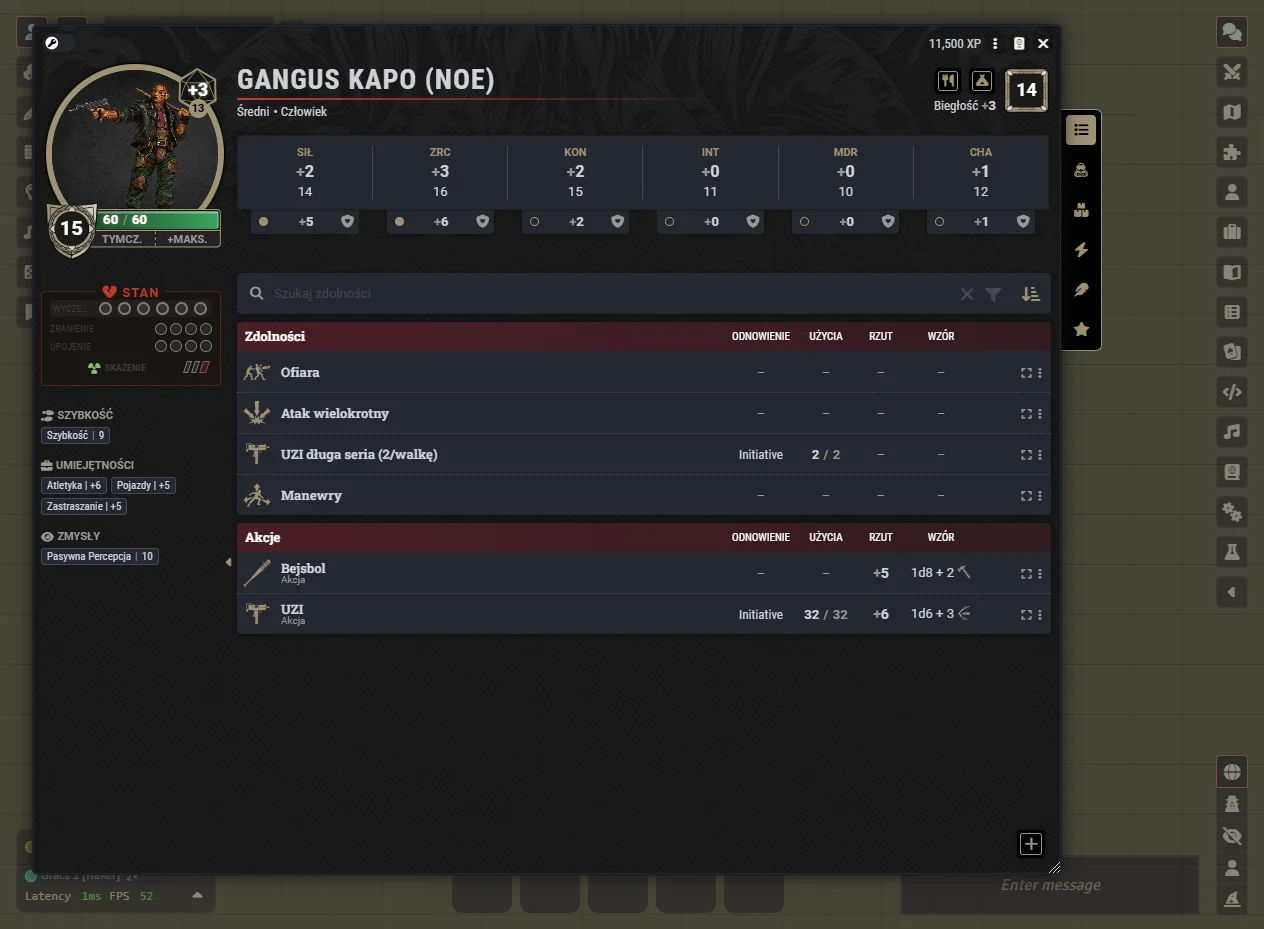 11,500 XP
GANGUS KAPO (NOE)
Średni • Człowiek
+3
13
14
Biegłość +3
SIŁ ZRC KON INT MDR CHA
+2 +3 +2 +0 +0 +1
14 16 15 11 10 12
+5 +6 +2 +0 +0 +1
15
60 / 60
TYMCZ. +MAKS.
STAN
WYCZE...
ZRANIENIE
UPOJENIE
SKAŻENIE
SZYBKOŚĆ
Szybkość | 9
UMIEJĘTNOŚCI
Atletyka | +6 Pojazdy | +5
Zastraszanie | +5
ZMYSŁY
Pasywna Percepcja | 10
Szukaj zdolności
Zdolności ODNOWIENIE UŻYCIA RZUT WZÓR
Ofiara – – – –
Atak wielokrotny – – – –
UZI długa seria (2/walkę) Initiative 2 / 2 – –
Manewry – – – –
Akcje ODNOWIENIE UŻYCIA RZUT WZÓR
Bejsbol – – +5 1d8 + 2
Akcja
UZI Initiative 32 / 32 +6 1d6 + 3
Akcja
Latency 1ms FPS 52
Enter message